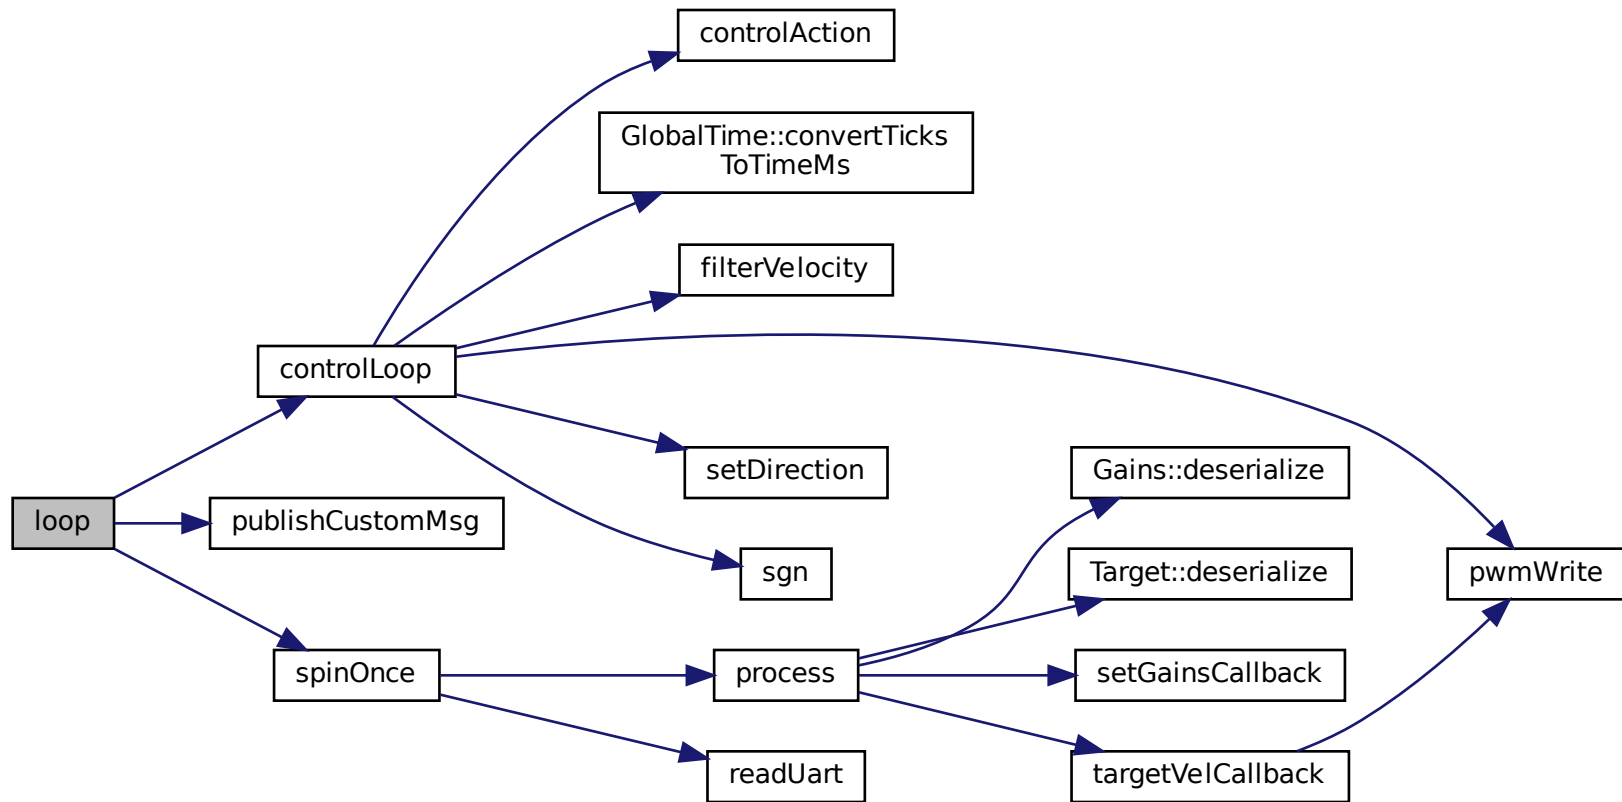 controlAction
GlobalTime::convertTicks
ToTimeMs
filterVelocity
controlLoop
setDirection
Gains::deserialize
loop
publishCustomMsg
sgn
Target::deserialize
pwmWrite
spinOnce
process
setGainsCallback
readUart
targetVelCallback